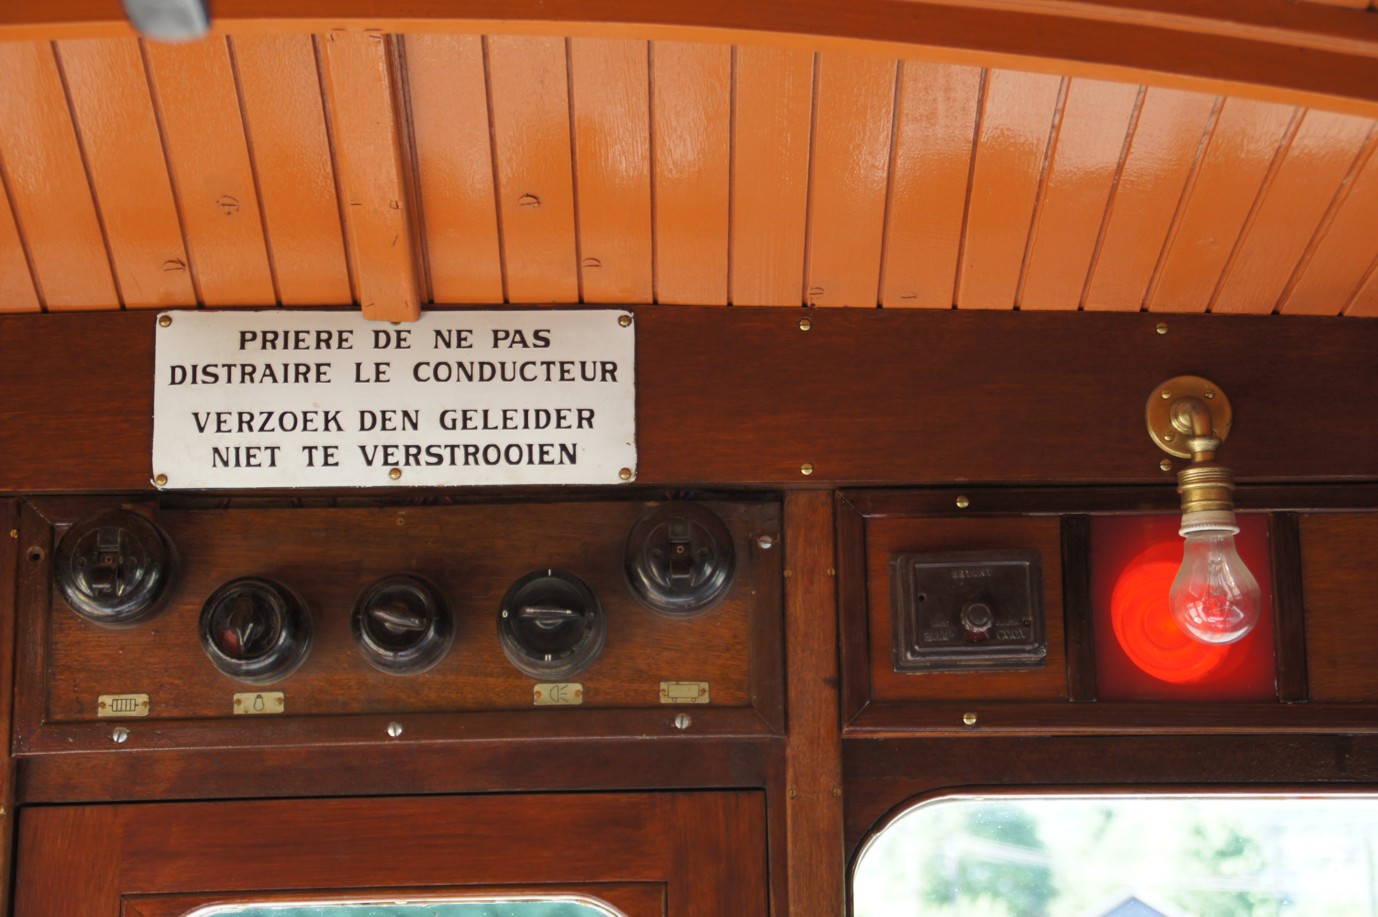 PRIERE DE NE PAS
DISTRAIRE LE CONDUCTEUR
VERZOEK DEN GELEIDER
NIET TE VERSTROOIEN